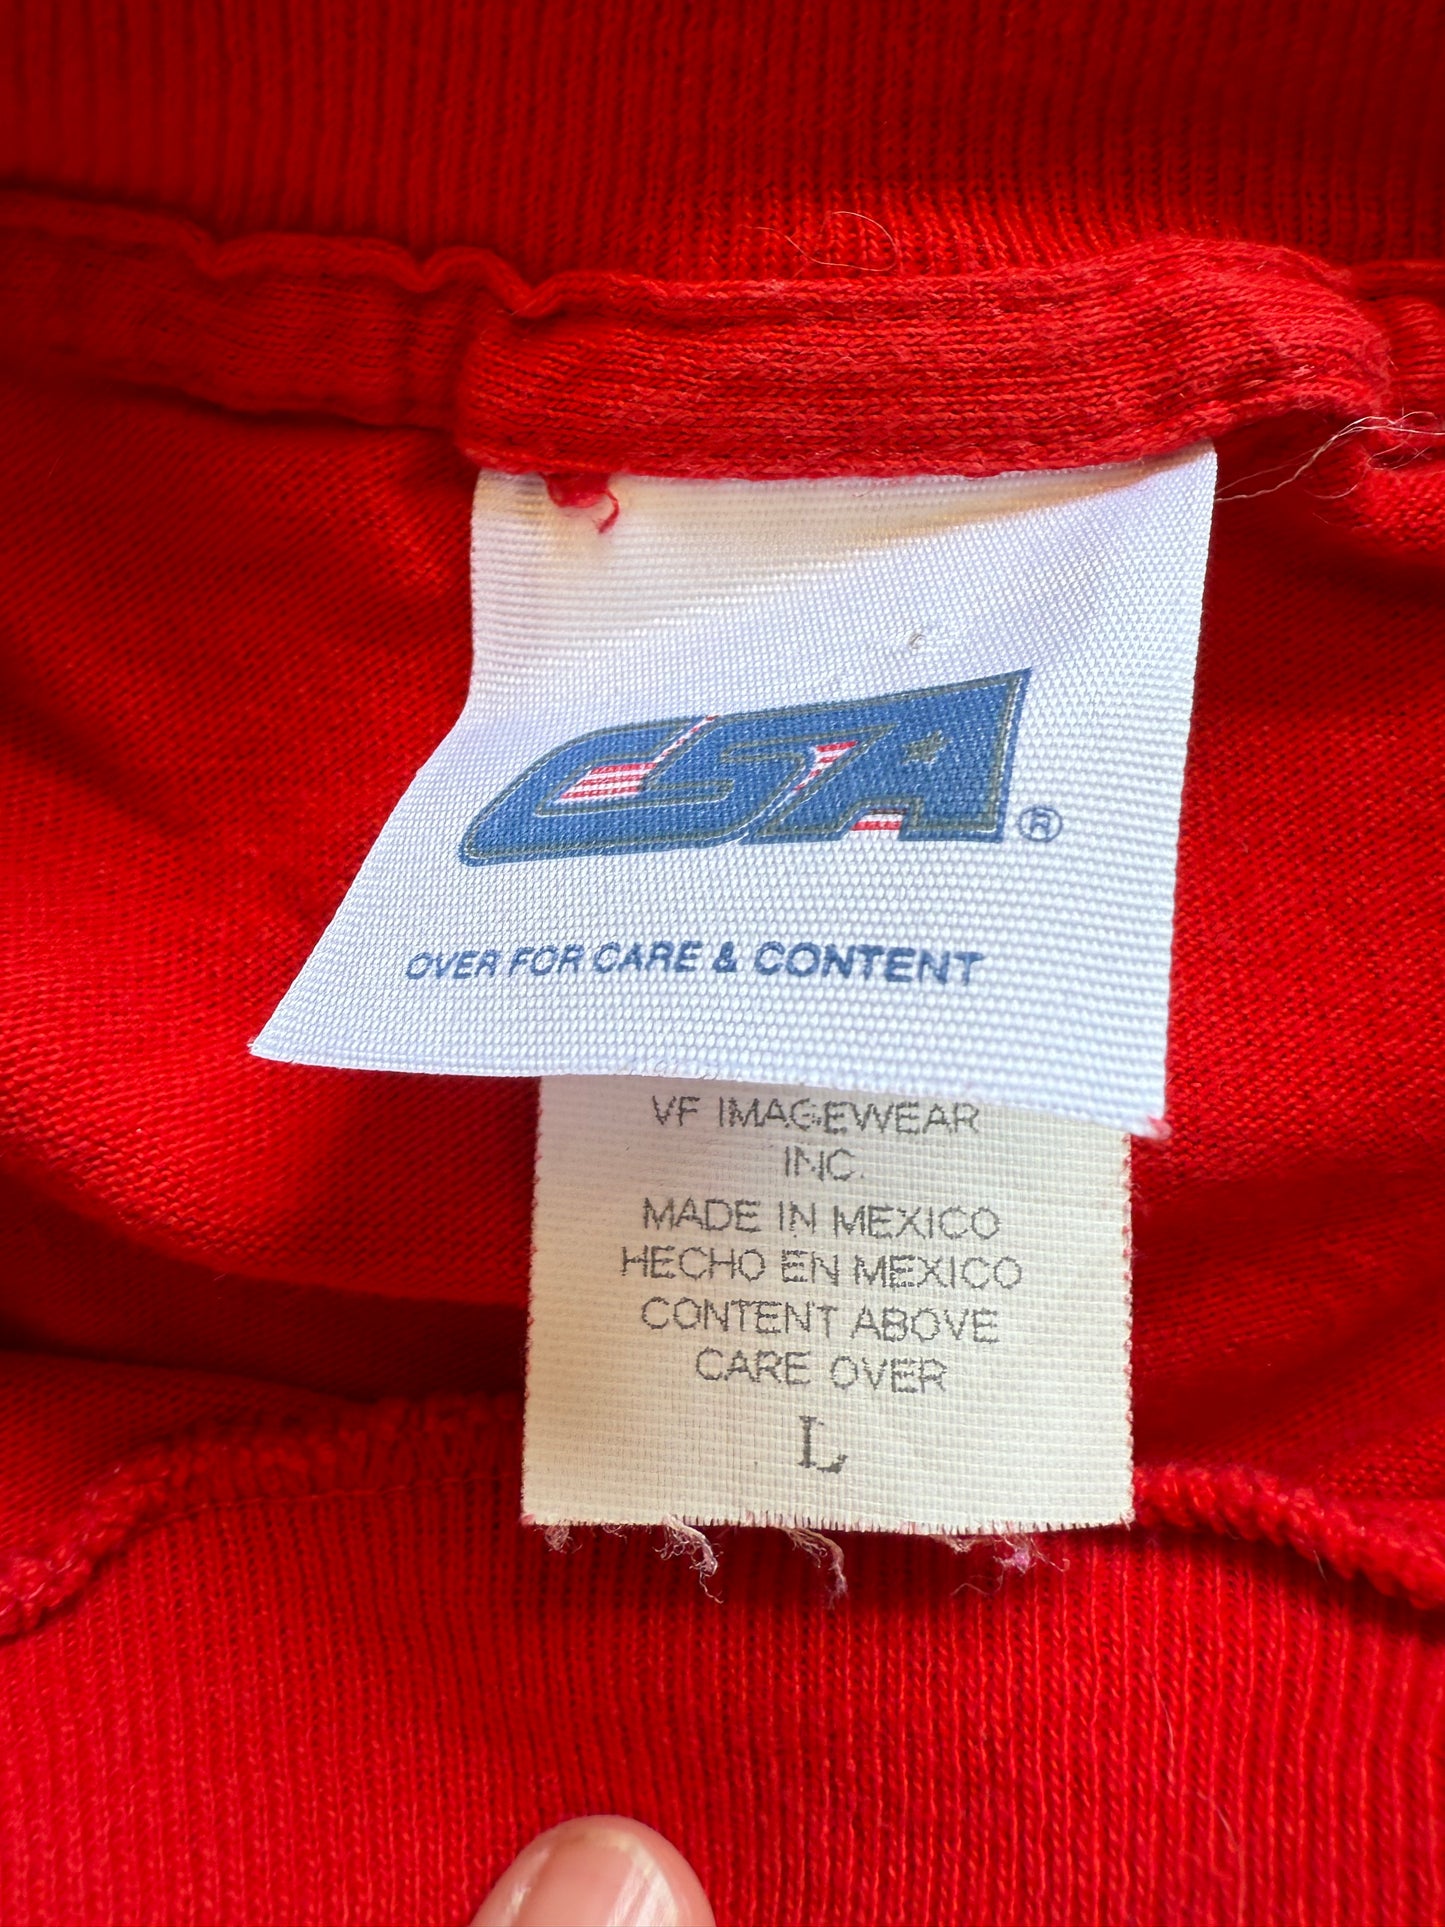 CSA ®
OVER FOR CARE & CONTENT
VF IMAGEWEAR
INC.
MADE IN MEXICO
HECHO EN MEXICO
CONTENT ABOVE
CARE OVER
L